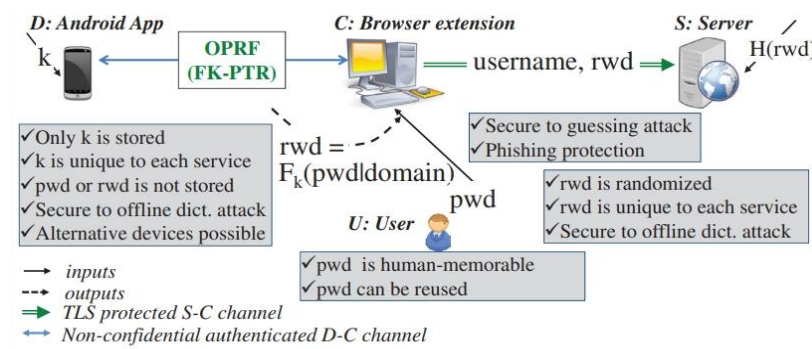 D: Android App
C: Browser extension
S: Server
k
OPRF
(FK-PTR)
username, rwd
H(rwd)
✓Only k is stored
✓k is unique to each service
✓pwd or rwd is not stored
✓Secure to offline dict. attack
✓Alternative devices possible
rwd =
F_k(pwd|domain)
✓Secure to guessing attack
✓Phishing protection
pwd
✓rwd is randomized
✓rwd is unique to each service
✓Secure to offline dict. attack
U: User
✓pwd is human-memorable
✓pwd can be reused
inputs
outputs
TLS protected S-C channel
Non-confidential authenticated D-C channel